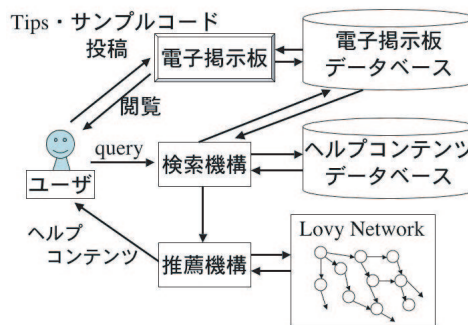 Tips・サンプルコード
投稿
電子掲示板
電子掲示板
データベース
閲覧
query
検索機構
ヘルプコンテンツ
データベース
ユーザ
ヘルプ
コンテンツ
推薦機構
Lovy Network